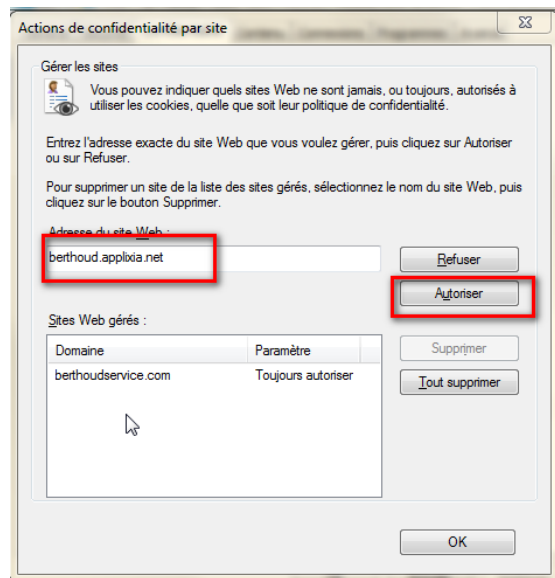 Actions de confidentialité par site
Gérer les sites
Vous pouvez indiquer quels sites Web ne sont jamais, ou toujours, autorisés à
utiliser les cookies, quelle que soit leur politique de confidentialité.
Entrez l'adresse exacte du site Web que vous voulez gérer, puis cliquez sur Autoriser
ou sur Refuser.
Pour supprimer un site de la liste des sites gérés, sélectionnez le nom du site Web, puis
cliquez sur le bouton Supprimer.
Adresse du site Web :
berthoud.applixia.net
Refuser
Autoriser
Sites Web gérés :
Domaine Paramètre
Supprimer
berthoudservice.com Toujours autoriser
Tout supprimer
OK